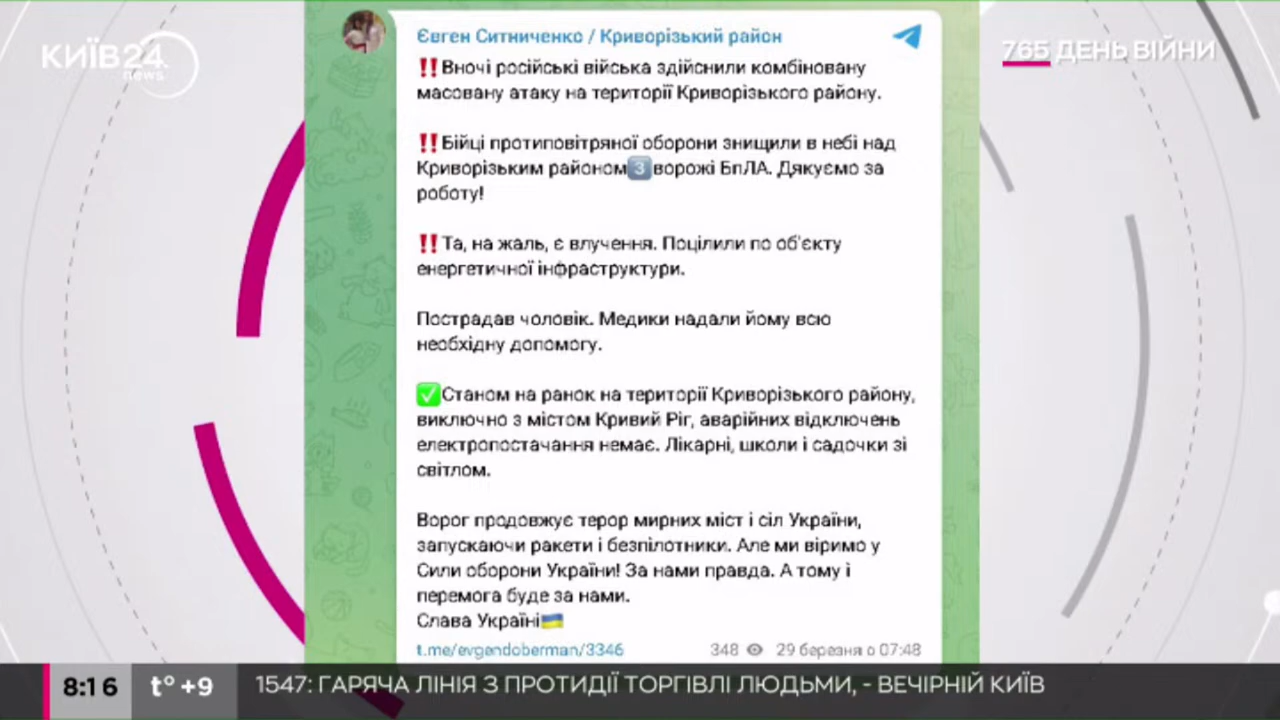 КИЇВ24
news
765 ДЕНЬ ВІЙНИ
Євген Ситниченко / Криворізький район
‼️Вночі російські війська здійснили комбіновану
масовану атаку на території Криворізького району.
‼️Бійці протиповітряної оборони знищили в небі над
Криворізьким районом3️⃣ворожі БпЛА. Дякуємо за
роботу!
‼️Та, на жаль, є влучення. Поцілили по об'єкту
енергетичної інфраструктури.
Пострадав чоловік. Медики надали йому всю
необхідну допомогу.
✅Станом на ранок на території Криворізького району,
виключно з містом Кривий Ріг, аварійних відключень
електропостачання немає. Лікарні, школи і садочки зі
світлом.
Ворог продовжує терор мирних міст і сіл України,
запускаючи ракети і безпілотники. Але ми віримо у
Сили оборони України! За нами правда. А тому і
перемога буде за нами.
Слава Україні🇺🇦
t.me/evgendoberman/3346 348 29 березня о 07:48
8:16 t° +9 1547: ГАРЯЧА ЛІНІЯ З ПРОТИДІЇ ТОРГІВЛІ ЛЮДЬМИ, - ВЕЧІРНІЙ КИЇВ